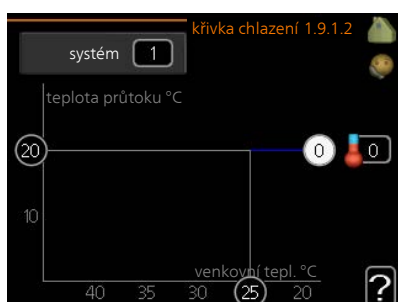 křivka chlazení 1.9.1.2
systém 1
teplota průtoku °C
20
0
0
10
venkovní tepl. °C
40 35 30 25 20
?